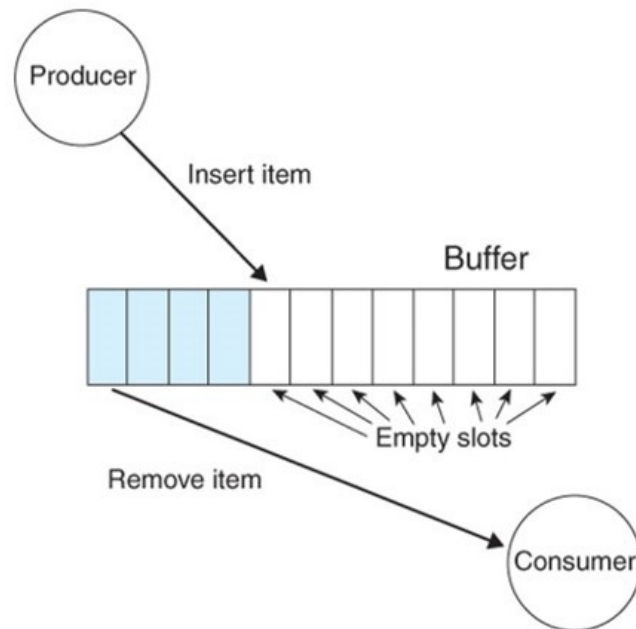 Producer
Insert item
Buffer
Empty slots
Remove item
Consumer